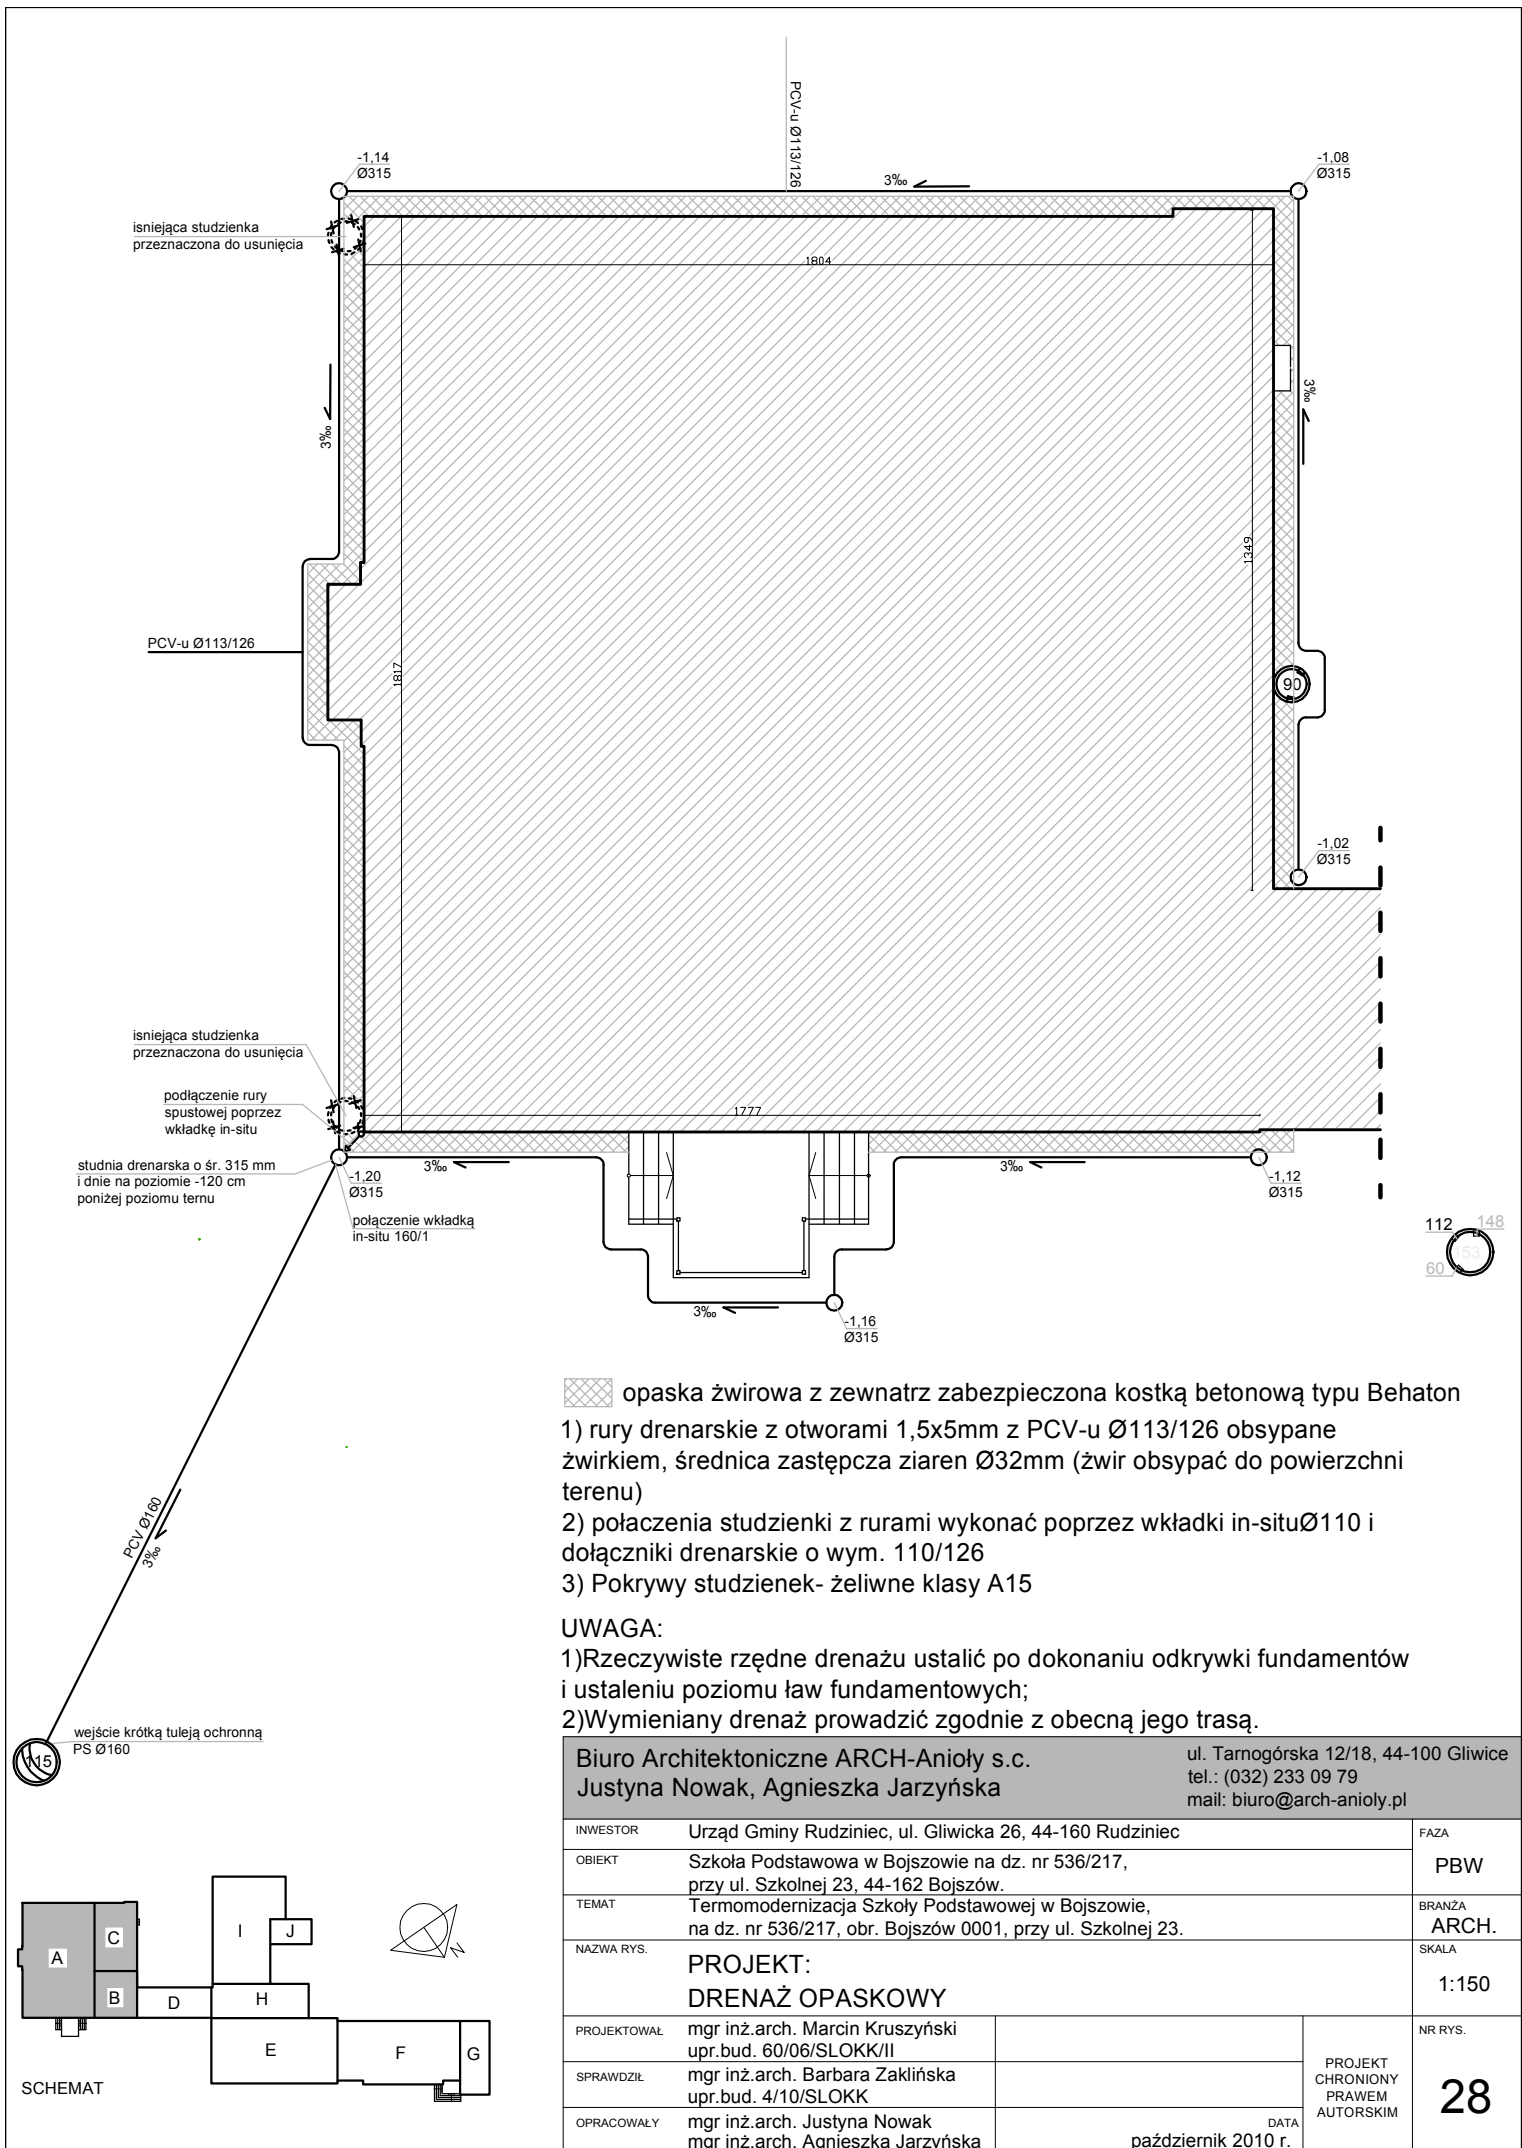 PCV-u Ø113/126
-1,14
Ø315
3‰
-1,08
Ø315
isniejąca studzienka
przeznaczona do usunięcia
1804
3‰
3‰
1349
PCV-u Ø113/126
1817
90
-1,02
Ø315
isniejąca studzienka
przeznaczona do usunięcia
podłączenie rury
spustowej poprzez
wkładkę in-situ
1777
studnia drenarska o śr. 315 mm
i dnie na poziomie -120 cm
poniżej poziomu ternu
3‰
3‰
-1,20
Ø315
-1,12
Ø315
połączenie wkładką
in-situ 160/1
112
148
153
60
3‰
-1,16
Ø315
opaska żwirowa z zewnatrz zabezpieczona kostką betonową typu Behaton
1) rury drenarskie z otworami 1,5x5mm z PCV-u Ø113/126 obsypane
żwirkiem, średnica zastępcza ziaren Ø32mm (żwir obsypać do powierzchni
terenu)
2) połaczenia studzienki z rurami wykonać poprzez wkładki in-situØ110 i
dołączniki drenarskie o wym. 110/126
3) Pokrywy studzienek- żeliwne klasy A15
PCV Ø160
3‰
UWAGA:
1)Rzeczywiste rzędne drenażu ustalić po dokonaniu odkrywki fundamentów
i ustaleniu poziomu ław fundamentowych;
2)Wymieniany drenaż prowadzić zgodnie z obecną jego trasą.
wejście krótką tuleją ochronną
PS Ø160
115
Biuro Architektoniczne ARCH-Anioły s.c.
Justyna Nowak, Agnieszka Jarzyńska
ul. Tarnogórska 12/18, 44-100 Gliwice
tel.: (032) 233 09 79
mail: biuro@arch-anioly.pl
INWESTOR
Urząd Gminy Rudziniec, ul. Gliwicka 26, 44-160 Rudziniec
FAZA
PBW
OBIEKT
Szkoła Podstawowa w Bojszowie na dz. nr 536/217,
przy ul. Szkolnej 23, 44-162 Bojszów.
TEMAT
Termomodernizacja Szkoły Podstawowej w Bojszowie,
na dz. nr 536/217, obr. Bojszów 0001, przy ul. Szkolnej 23.
BRANŻA
ARCH.
NAZWA RYS.
PROJEKT:
DRENAŻ OPASKOWY
SKALA
1:150
PROJEKTOWAŁ
mgr inż.arch. Marcin Kruszyński
upr.bud. 60/06/SLOKK/II
SPRAWDZIŁ
mgr inż.arch. Barbara Zaklińska
upr.bud. 4/10/SLOKK
OPRACOWAŁY
mgr inż.arch. Justyna Nowak
mgr inż.arch. Agnieszka Jarzyńska
DATA
październik 2010 r.
PROJEKT
CHRONIONY
PRAWEM
AUTORSKIM
NR RYS.
28
A
C
B
D
I
J
H
E
F
G
N
SCHEMAT